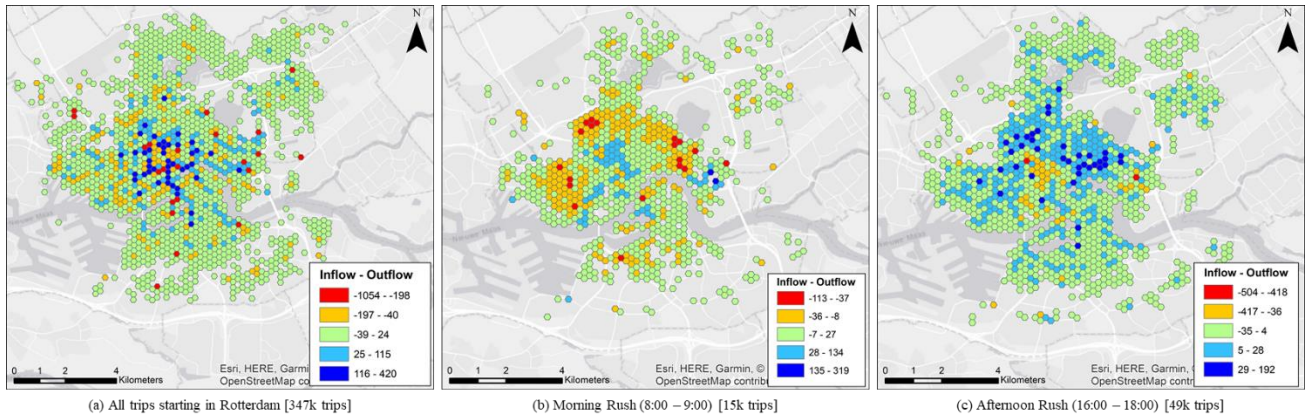 N
Inflow - Outflow
-1054 - -198
-197 - -40
-39 - 24
25 - 115
116 - 420
0 1 2 4
Kilometers
Esri, HERE, Garmin
OpenStreetMap contrib
(a) All trips starting in Rotterdam [347k trips]
N
Inflow - Outflow
-113 - -37
-36 - -8
-7 - 27
28 - 134
135 - 319
0 1 2 4
Kilometers
Esri, HERE, Garmin, ©
OpenStreetMap contrib
(b) Morning Rush (8:00 – 9:00) [15k trips]
N
Inflow - Outflow
-504 - -418
-417 - -36
-35 - 4
5 - 28
29 - 192
0 1 2 4
Kilometers
Esri, HERE, Garmin,
OpenStreetMap contrib
(c) Afternoon Rush (16:00 – 18:00) [49k trips]